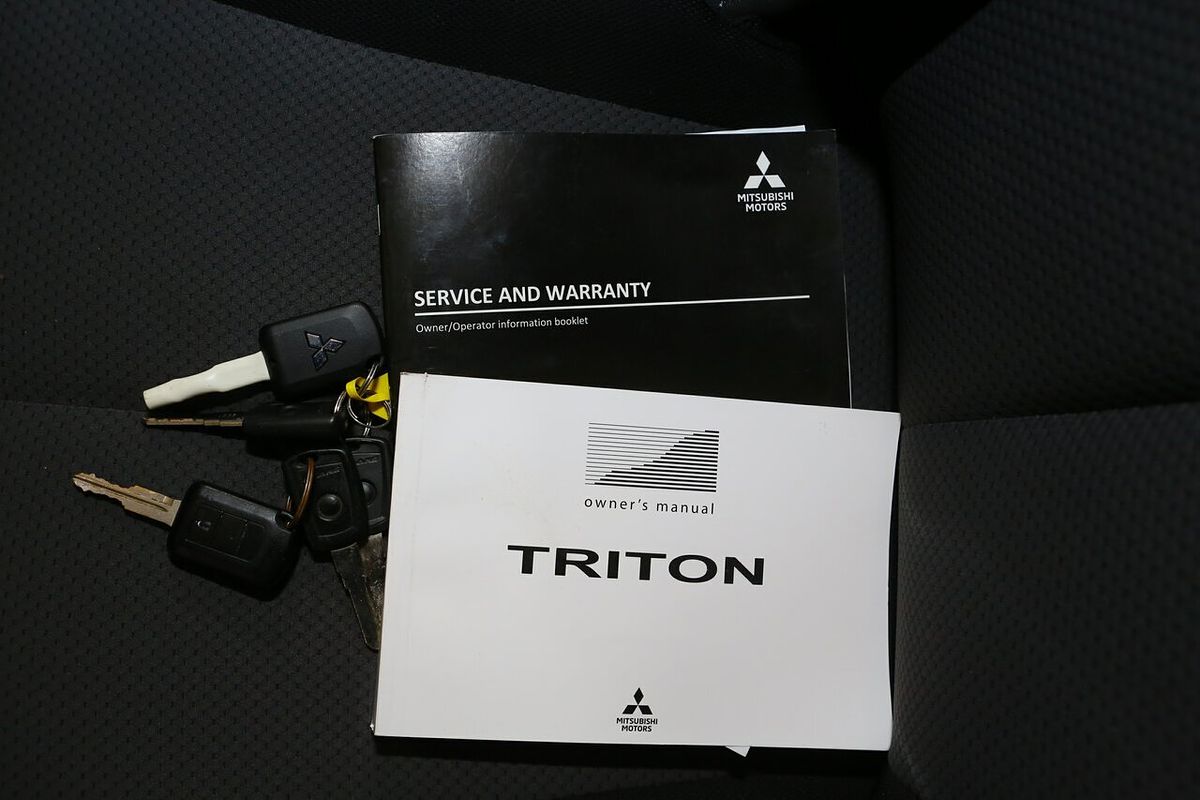 MITSUBISHI
MOTORS
SERVICE AND WARRANTY
Owner/Operator information booklet
owner's manual
TRITON
MITSUBISHI
MOTORS